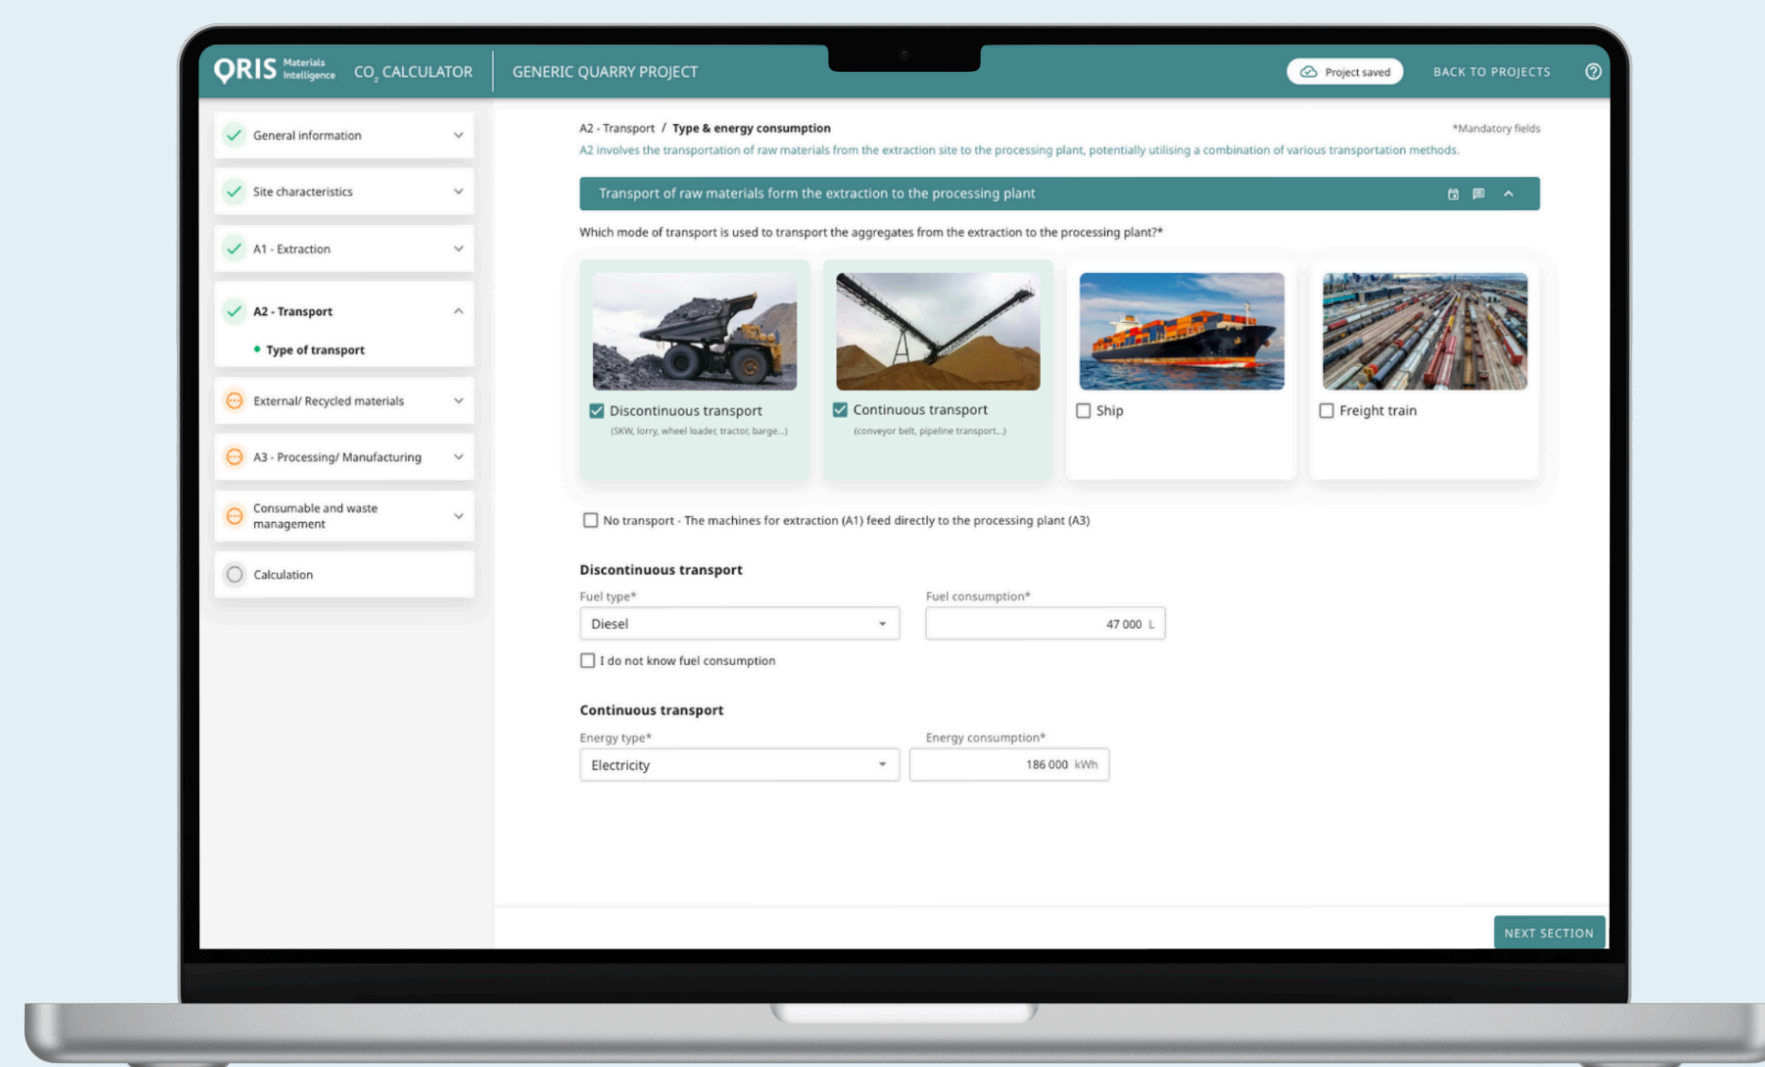 ORIS Materials Intelligence
CO₂ CALCULATOR
GENERIC QUARRY PROJECT
Project saved
BACK TO PROJECTS
?
General information
Site characteristics
A1 - Extraction
A2 - Transport
Type of transport
External/ Recycled materials
A3 - Processing/ Manufacturing
Consumable and waste
management
Calculation
A2 - Transport / Type & energy consumption
*Mandatory fields
A2 involves the transportation of raw materials from the extraction site to the processing plant, potentially utilising a combination of various transportation methods.
Transport of raw materials form the extraction to the processing plant
Which mode of transport is used to transport the aggregates from the extraction to the processing plant?*
Discontinuous transport
(SKW, lorry, wheel loader, tractor, barge...)
Continuous transport
(conveyor belt, pipeline transport...)
Ship
Freight train
No transport - The machines for extraction (A1) feed directly to the processing plant (A3)
Discontinuous transport
Fuel type*
Fuel consumption*
Diesel
47 000 L
I do not know fuel consumption
Continuous transport
Energy type*
Energy consumption*
Electricity
186 000 kWh
NEXT SECTION